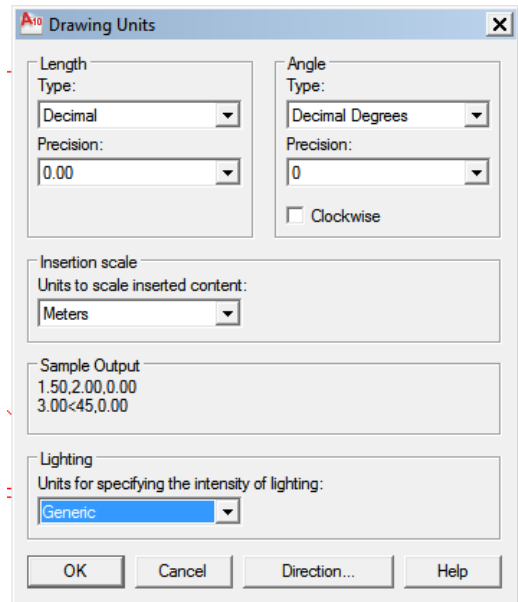 A10 Drawing Units
Length
Type:
Decimal
Precision:
0.00
Angle
Type:
Decimal Degrees
Precision:
0
Clockwise
Insertion scale
Units to scale inserted content:
Meters
Sample Output
1.50,2.00,0.00
3.00<45,0.00
Lighting
Units for specifying the intensity of lighting:
Generic
OK Cancel Direction... Help